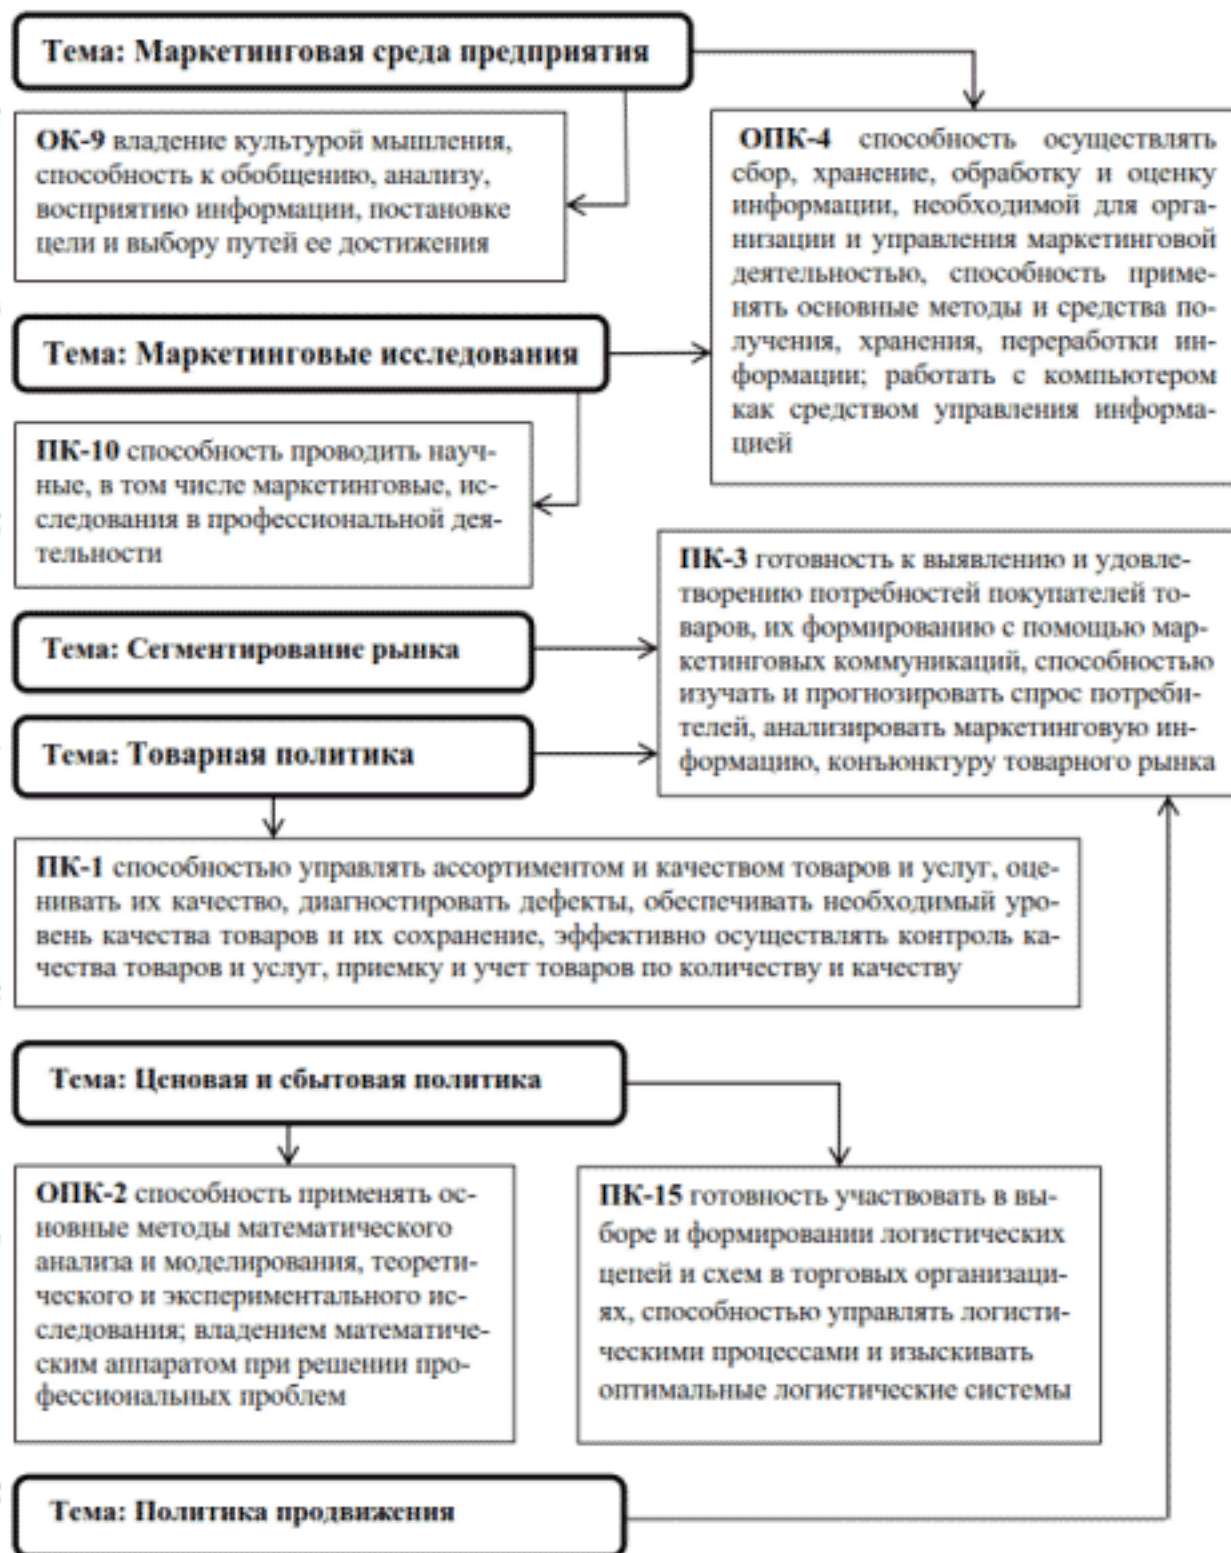 Тема: Маркетинговая среда предприятия
ОК-9 владение культурой мышления,
способность к обобщению, анализу,
восприятию информации, постановке
цели и выбору путей ее достижения
ОПК-4 способность осуществлять
сбор, хранение, обработку и оценку
информации, необходимой для орга-
низации и управления маркетинговой
деятельностью, способность приме-
нять основные методы и средства по-
лучения, хранения, переработки ин-
формации; работать с компьютером
как средством управления информа-
цией
Тема: Маркетинговые исследования
ПК-10 способность проводить науч-
ные, в том числе маркетинговые, ис-
следования в профессиональной дея-
тельности
ПК-3 готовность к выявлению и удовле-
творению потребностей покупателей то-
варов, их формированию с помощью мар-
кетинговых коммуникаций, способностью
изучать и прогнозировать спрос потреби-
телей, анализировать маркетинговую ин-
формацию, конъюнктуру товарного рынка
Тема: Сегментирование рынка
Тема: Товарная политика
ПК-1 способностью управлять ассортиментом и качеством товаров и услуг, оце-
нивать их качество, диагностировать дефекты, обеспечивать необходимый уро-
вень качества товаров и их сохранение, эффективно осуществлять контроль ка-
чества товаров и услуг, приемку и учет товаров по количеству и качеству
Тема: Ценовая и сбытовая политика
ОПК-2 способность применять ос-
новные методы математического
анализа и моделирования, теорети-
ческого и экспериментального ис-
следования; владением математиче-
ским аппаратом при решении про-
фессиональных проблем
ПК-15 готовность участвовать в вы-
боре и формировании логистических
цепей и схем в торговых организаци-
ях, способностью управлять логисти-
ческими процессами и изыскивать
оптимальные логистические системы
Тема: Политика продвижения